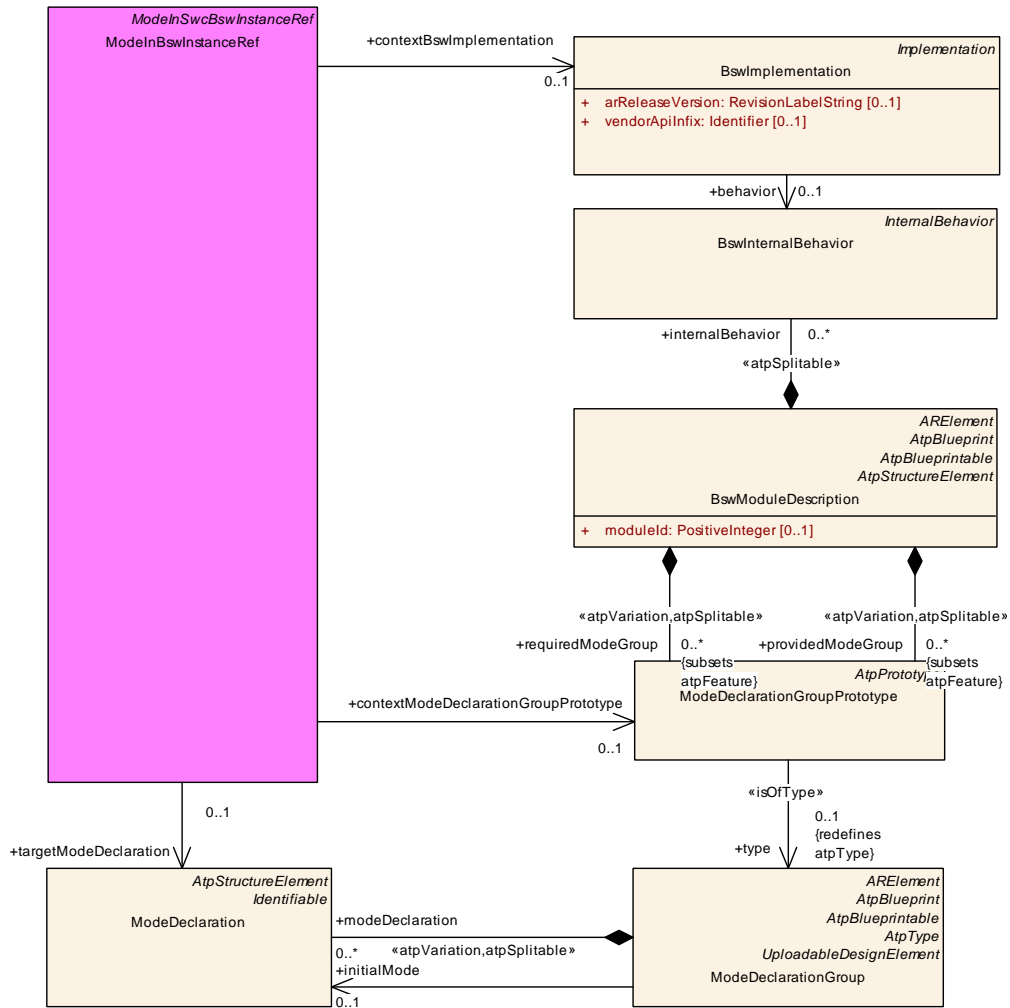 ModeInSwcBswInstanceRef
ModeInBswInstanceRef
+contextBswImplementation
0..1
Implementation
BswImplementation
+ arReleaseVersion: RevisionLabelString [0..1]
+ vendorApiInfix: Identifier [0..1]
+behavior
0..1
InternalBehavior
BswInternalBehavior
+internalBehavior
0..*
«atpSplitable»
ARElement
AtpBlueprint
AtpBlueprintable
AtpStructureElement
BswModuleDescription
+ moduleId: PositiveInteger [0..1]
«atpVariation,atpSplitable»
«atpVariation,atpSplitable»
+requiredModeGroup
0..*
{subsets
atpFeature}
+providedModeGroup
0..*
{subsets
atpFeature}
ModeDeclarationGroupPrototype
+contextModeDeclarationGroupPrototype
0..1
«isOfType»
0..1
{redefines
atpType}
+type
0..1
+targetModeDeclaration
AtpStructureElement
Identifiable
ModeDeclaration
+modeDeclaration
0..*
«atpVariation,atpSplitable»
+initialMode
0..1
ARElement
AtpBlueprint
AtpBlueprintable
AtpType
UploadableDesignElement
ModeDeclarationGroup